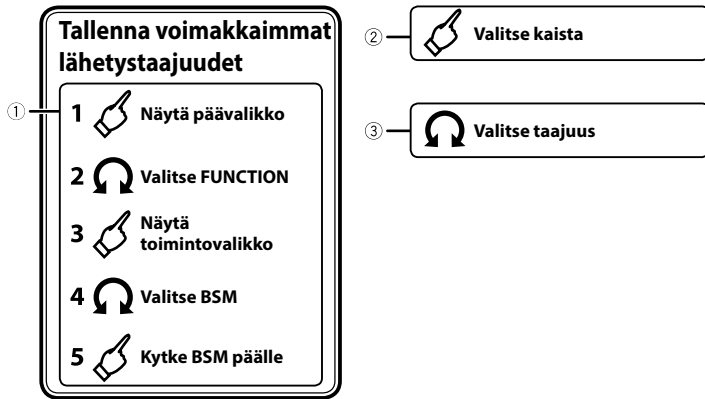 Tallenna voimakkaimmat
lähetystaajuudet
① 1 Näytä päävalikko
2 Valitse FUNCTION
3 Näytä
toimintovalikko
4 Valitse BSM
5 Kytke BSM päälle
② Valitse kaista
③ Valitse taajuus